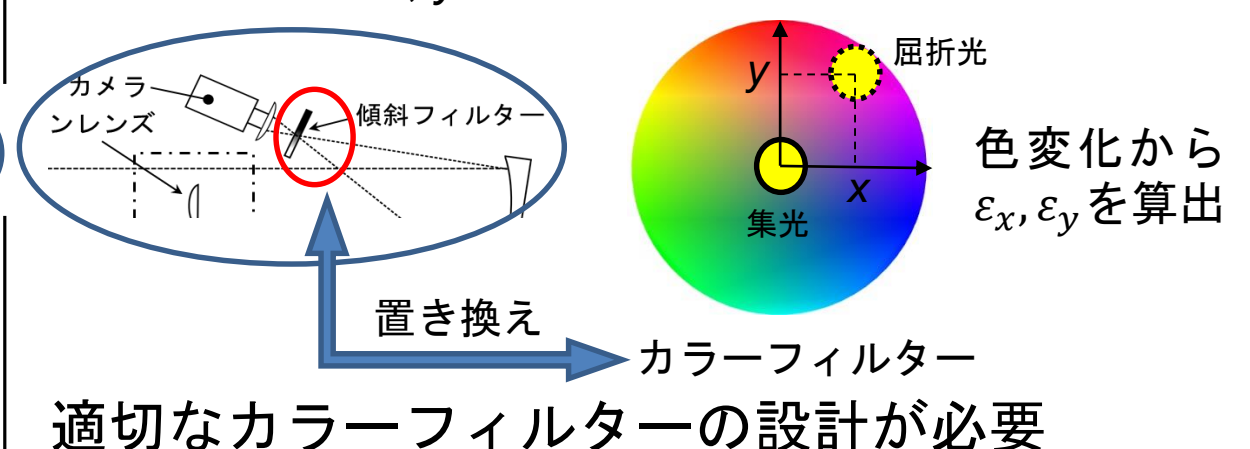 カメラ
ンレンズ
傾斜フィルター
y
屈折光
x
集光
色変化から
εx, εyを算出
置き換え
カラーフィルター
適切なカラーフィルターの設計が必要